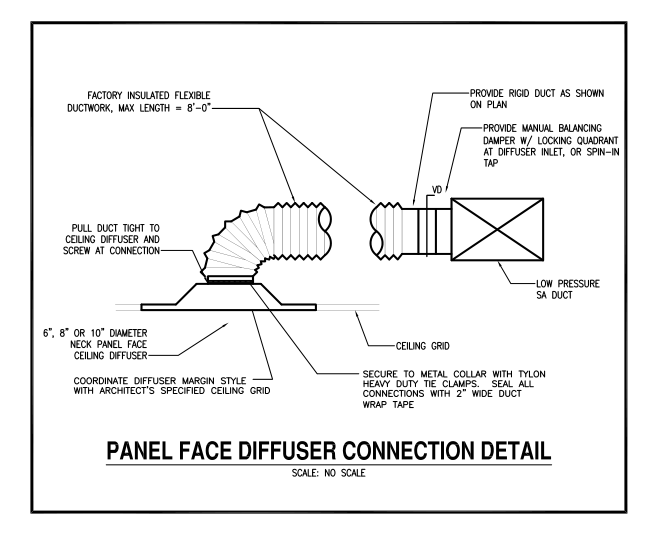 FACTORY INSULATED FLEXIBLE
DUCTWORK, MAX LENGTH = 8'-0"
PROVIDE RIGID DUCT AS SHOWN
ON PLAN
PROVIDE MANUAL BALANCING
DAMPER W/ LOCKING QUADRANT
AT DIFFUSER INLET, OR SPIN-IN
TAP
VD
PULL DUCT TIGHT TO
CEILING DIFFUSER AND
SCREW AT CONNECTION
LOW PRESSURE
SA DUCT
6", 8" OR 10" DIAMETER
NECK PANEL FACE
CEILING DIFFUSER
CEILING GRID
COORDINATE DIFFUSER MARGIN STYLE
WITH ARCHITECT'S SPECIFIED CEILING GRID
SECURE TO METAL COLLAR WITH TYLON
HEAVY DUTY TIE CLAMPS. SEAL ALL
CONNECTIONS WITH 2" WIDE DUCT
WRAP TAPE
PANEL FACE DIFFUSER CONNECTION DETAIL
SCALE: NO SCALE